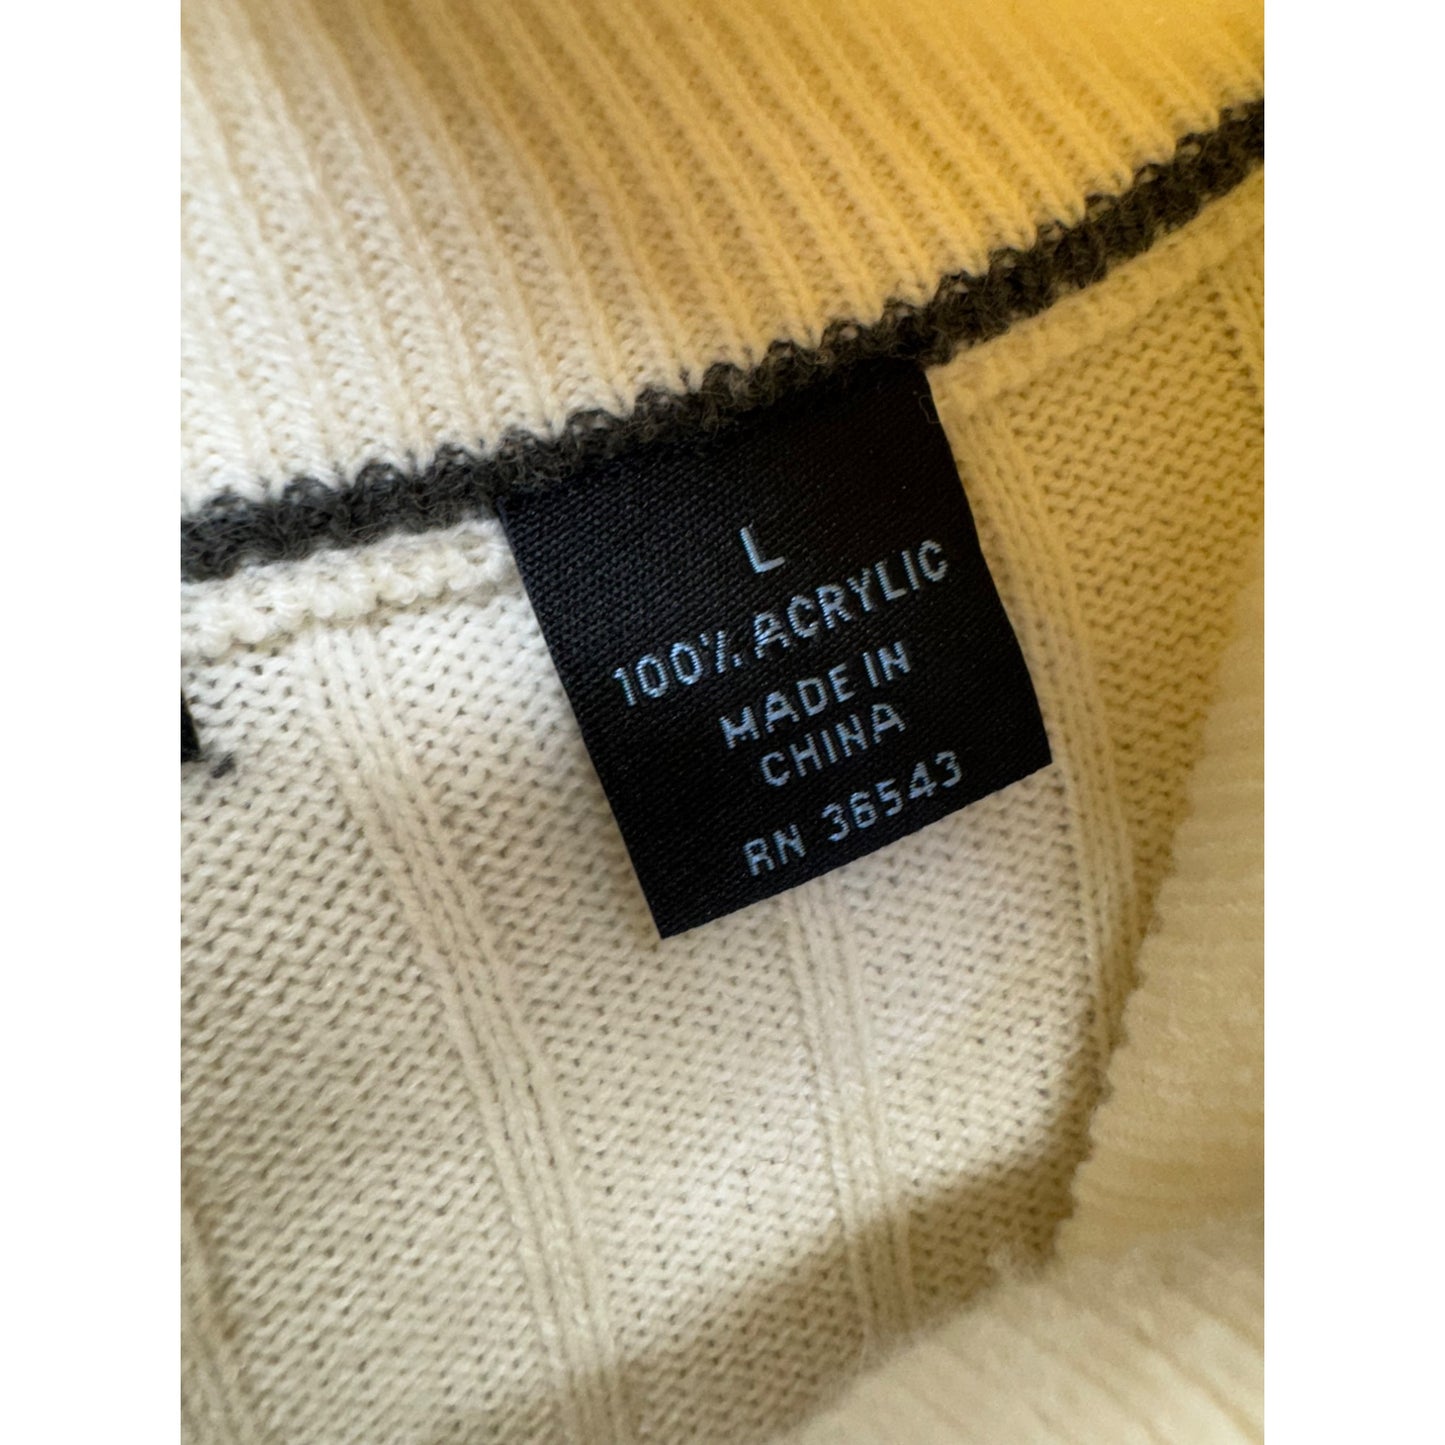 L
100% ACRYLIC
MADE IN
CHINA
RN 36543